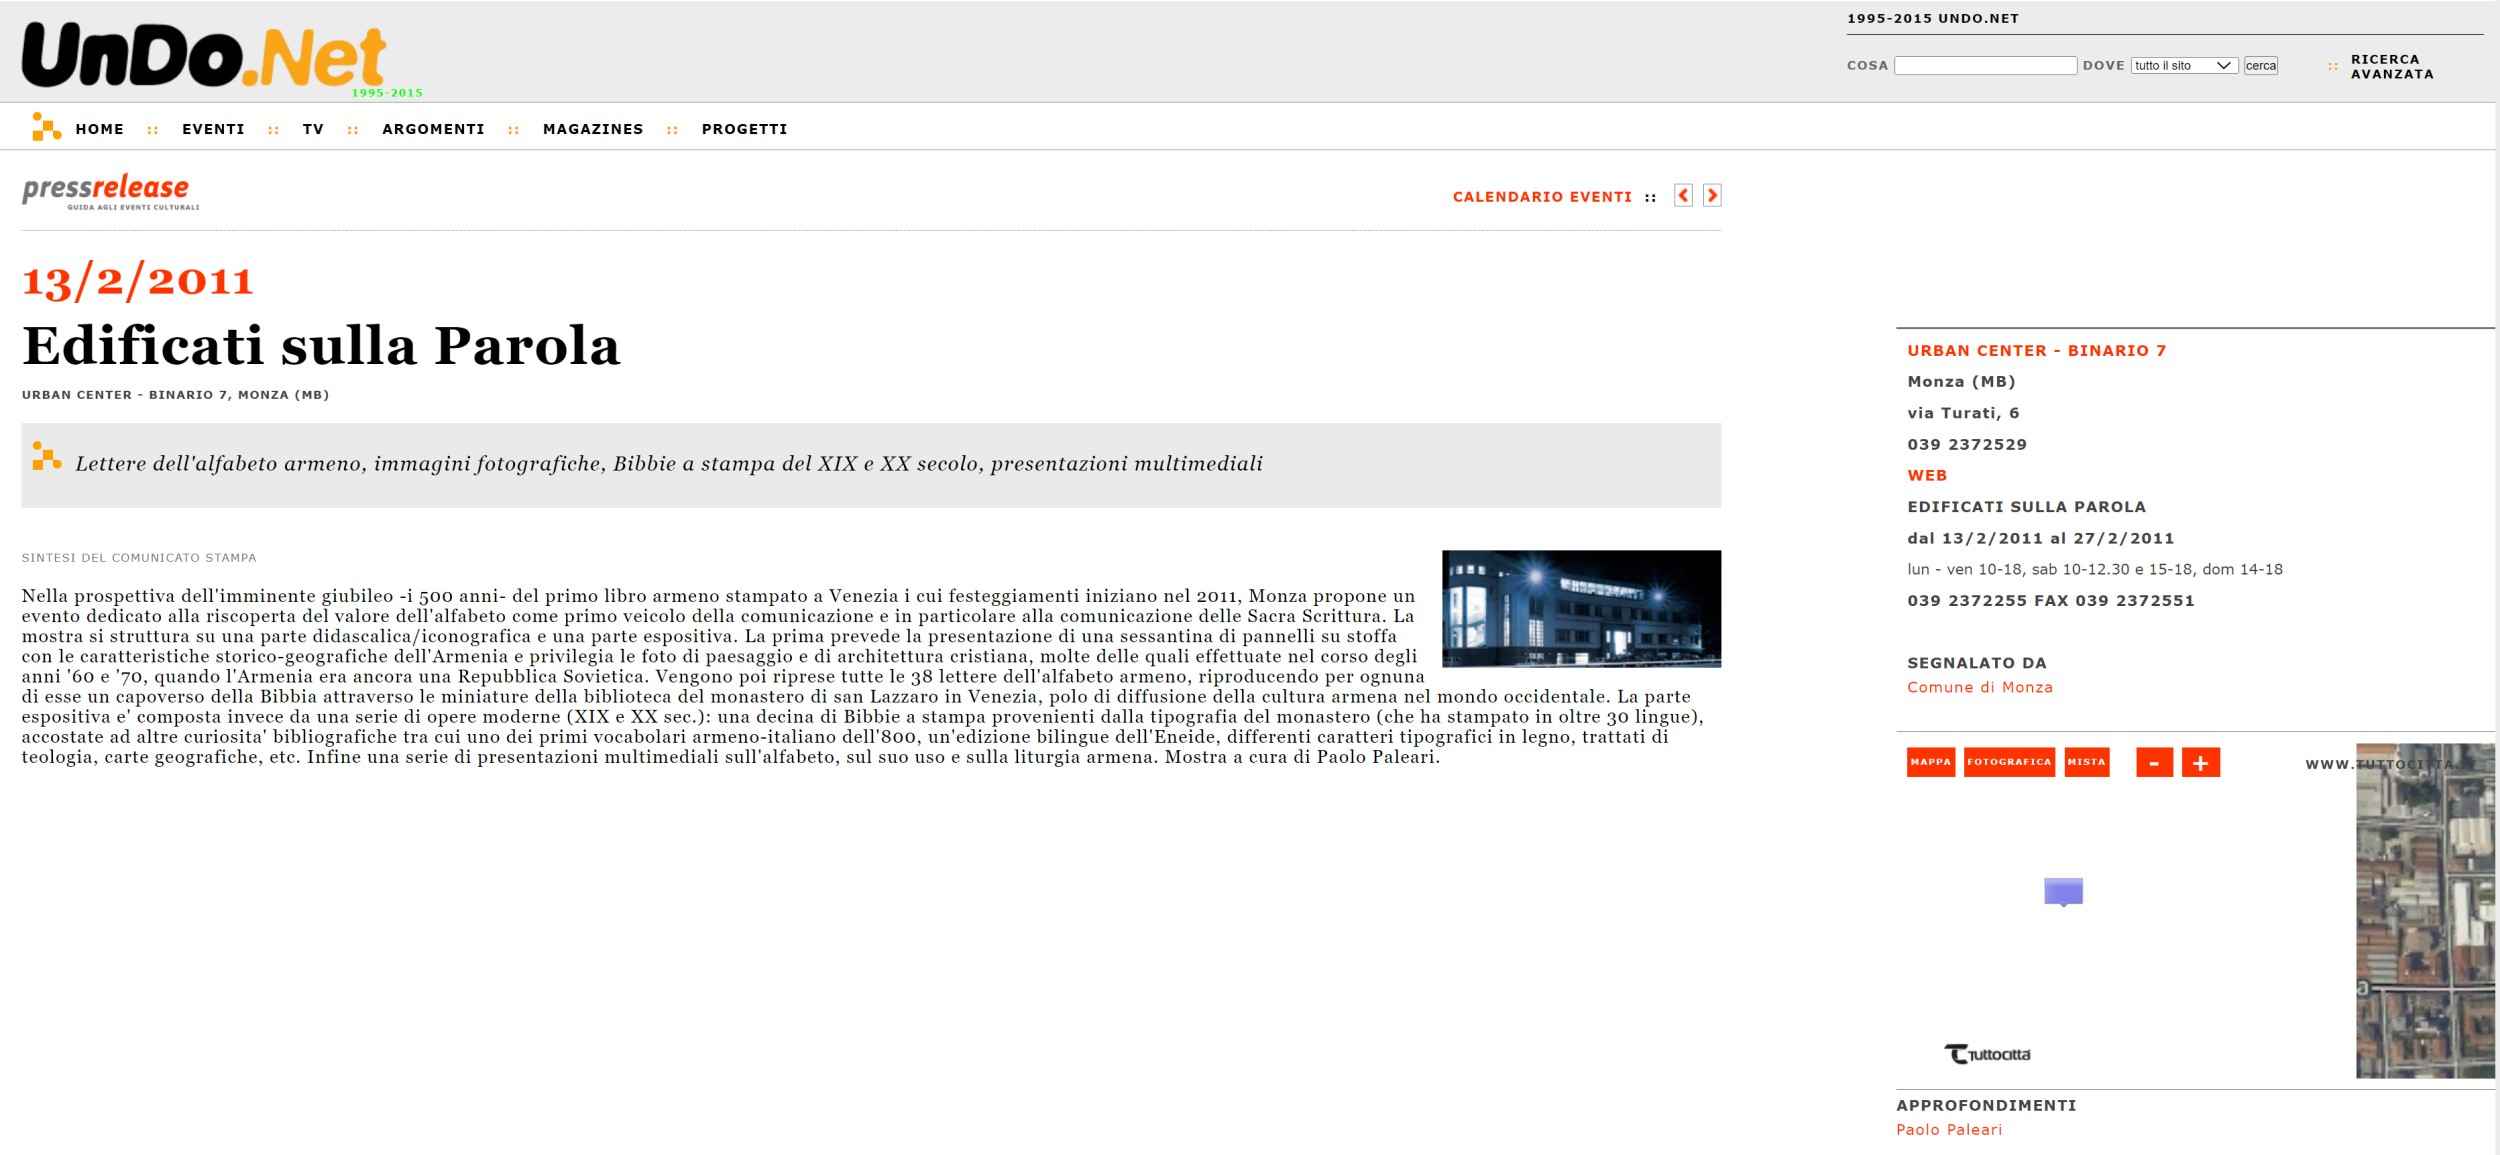 UnDo.Net
1995-2015
1995-2015 UNDO.NET
COSA DOVE tutto il sito cerca :: RICERCA
AVANZATA
HOME :: EVENTI :: TV :: ARGOMENTI :: MAGAZINES :: PROGETTI
pressrelease
GUIDA AGLI EVENTI CULTURALI
CALENDARIO EVENTI ::
13/2/2011
Edificati sulla Parola
URBAN CENTER - BINARIO 7, MONZA (MB)
Lettere dell'alfabeto armeno, immagini fotografiche, Bibbie a stampa del XIX e XX secolo, presentazioni multimediali
SINTESI DEL COMUNICATO STAMPA
Nella prospettiva dell'imminente giubileo -i 500 anni- del primo libro armeno stampato a Venezia i cui festeggiamenti iniziano nel 2011, Monza propone un
evento dedicato alla riscoperta del valore dell'alfabeto come primo veicolo della comunicazione e in particolare alla comunicazione delle Sacra Scrittura. La
mostra si struttura su una parte didascalica/iconografica e una parte espositiva. La prima prevede la presentazione di una sessantina di pannelli su stoffa
con le caratteristiche storico-geografiche dell'Armenia e privilegia le foto di paesaggio e di architettura cristiana, molte delle quali effettuate nel corso degli
anni '60 e '70, quando l'Armenia era ancora una Repubblica Sovietica. Vengono poi riprese tutte le 38 lettere dell'alfabeto armeno, riproducendo per ognuna
di esse un capoverso della Bibbia attraverso le miniature della biblioteca del monastero di san Lazzaro in Venezia, polo di diffusione della cultura armena nel mondo occidentale. La parte
espositiva e' composta invece da una serie di opere moderne (XIX e XX sec.): una decina di Bibbie a stampa provenienti dalla tipografia del monastero (che ha stampato in oltre 30 lingue),
accostate ad altre curiosita' bibliografiche tra cui uno dei primi vocabolari armeno-italiano dell'800, un'edizione bilingue dell'Eneide, differenti caratteri tipografici in legno, trattati di
teologia, carte geografiche, etc. Infine una serie di presentazioni multimediali sull'alfabeto, sul suo uso e sulla liturgia armena. Mostra a cura di Paolo Paleari.
URBAN CENTER - BINARIO 7
Monza (MB)
via Turati, 6
039 2372529
WEB
EDIFICATI SULLA PAROLA
dal 13/2/2011 al 27/2/2011
lun - ven 10-18, sab 10-12.30 e 15-18, dom 14-18
039 2372255 FAX 039 2372551
SEGNALATO DA
Comune di Monza
MAPPA FOTOGRAFICA MISTA - + WWW.TUTTOCITTA.
a
Tuttocittà
APPROFONDIMENTI
Paolo Paleari